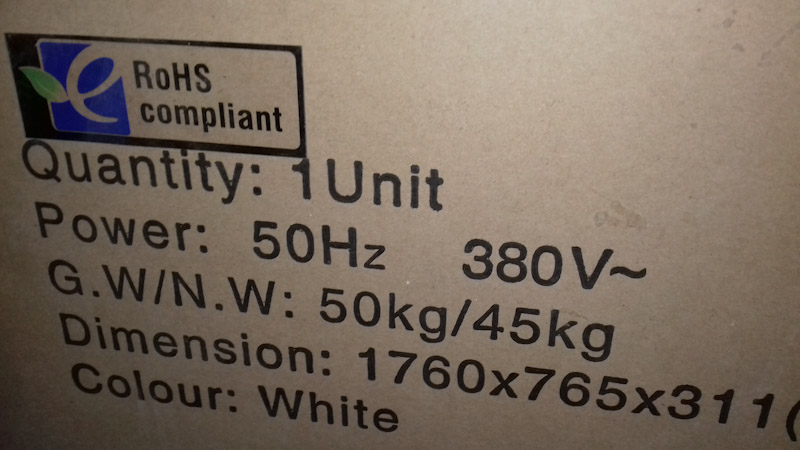 RoHS
compliant
Quantity: 1Unit
Power: 50Hz 380V~
G.W/N.W: 50kg/45kg
Dimension: 1760x765x311(
Colour: White